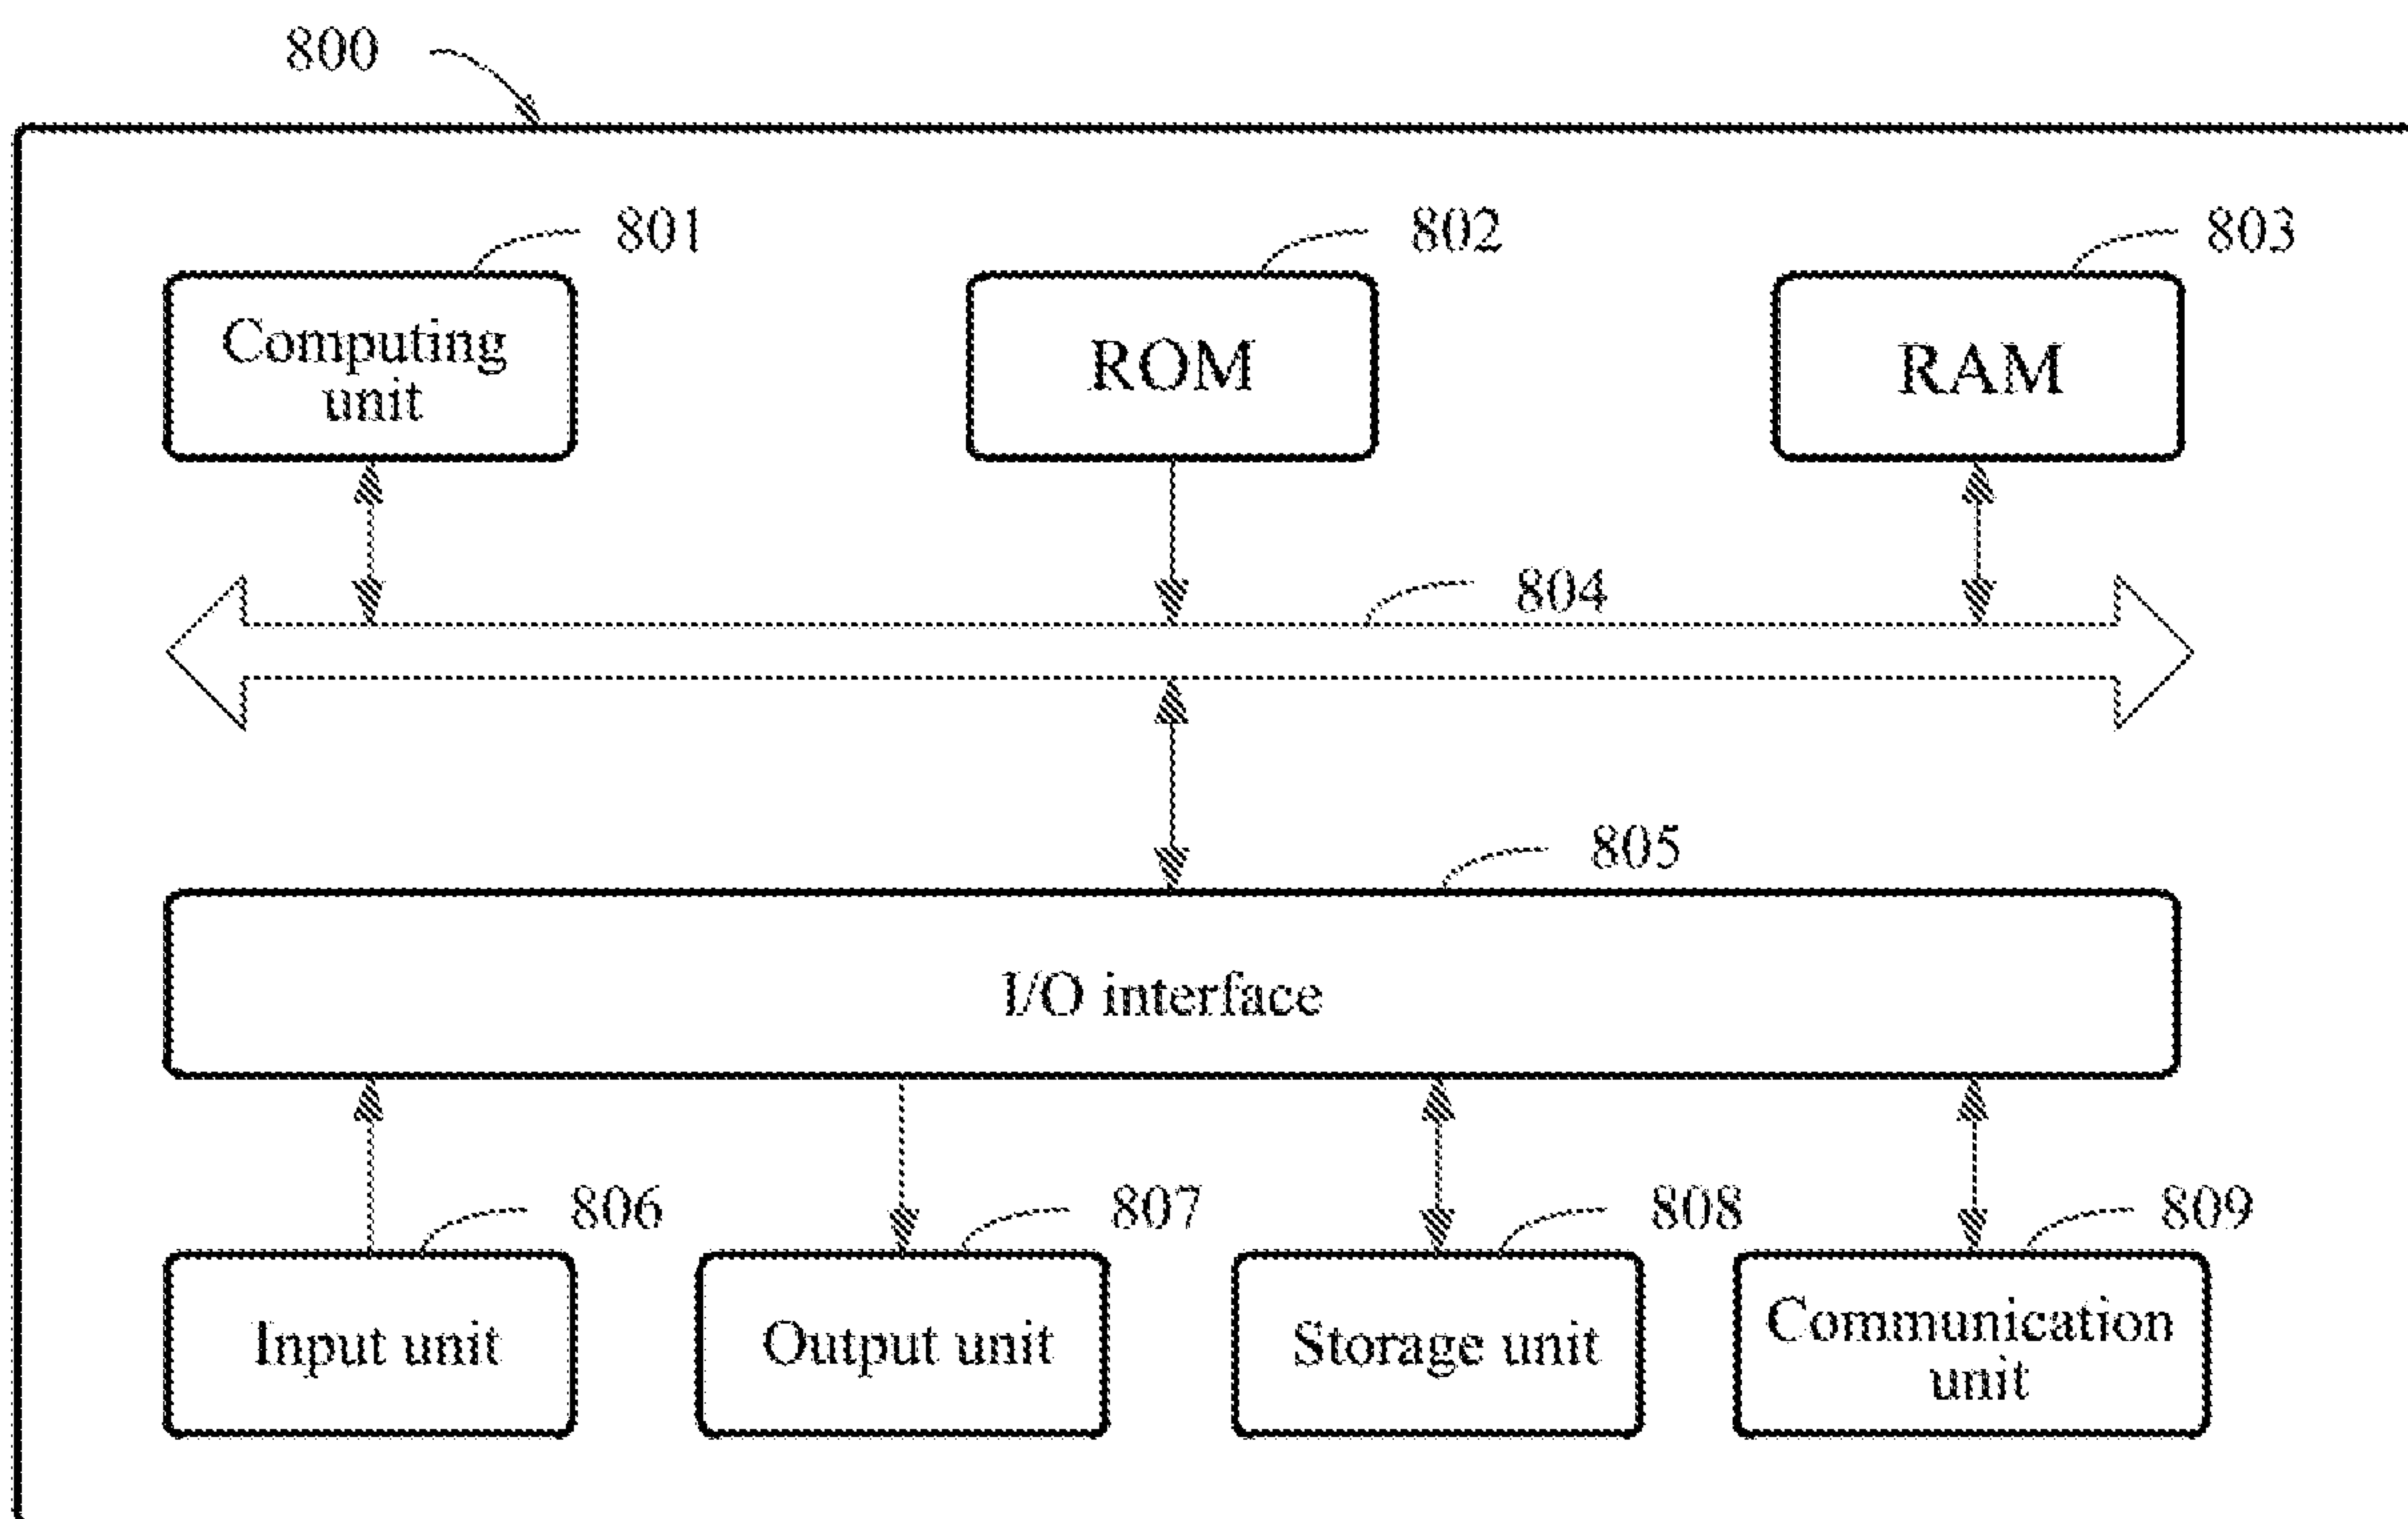 800
801
802
803
Computing
unit
ROM
RAM
804
805
I/O interface
806
807
808
809
Input unit
Output unit
Storage unit
Communication
unit